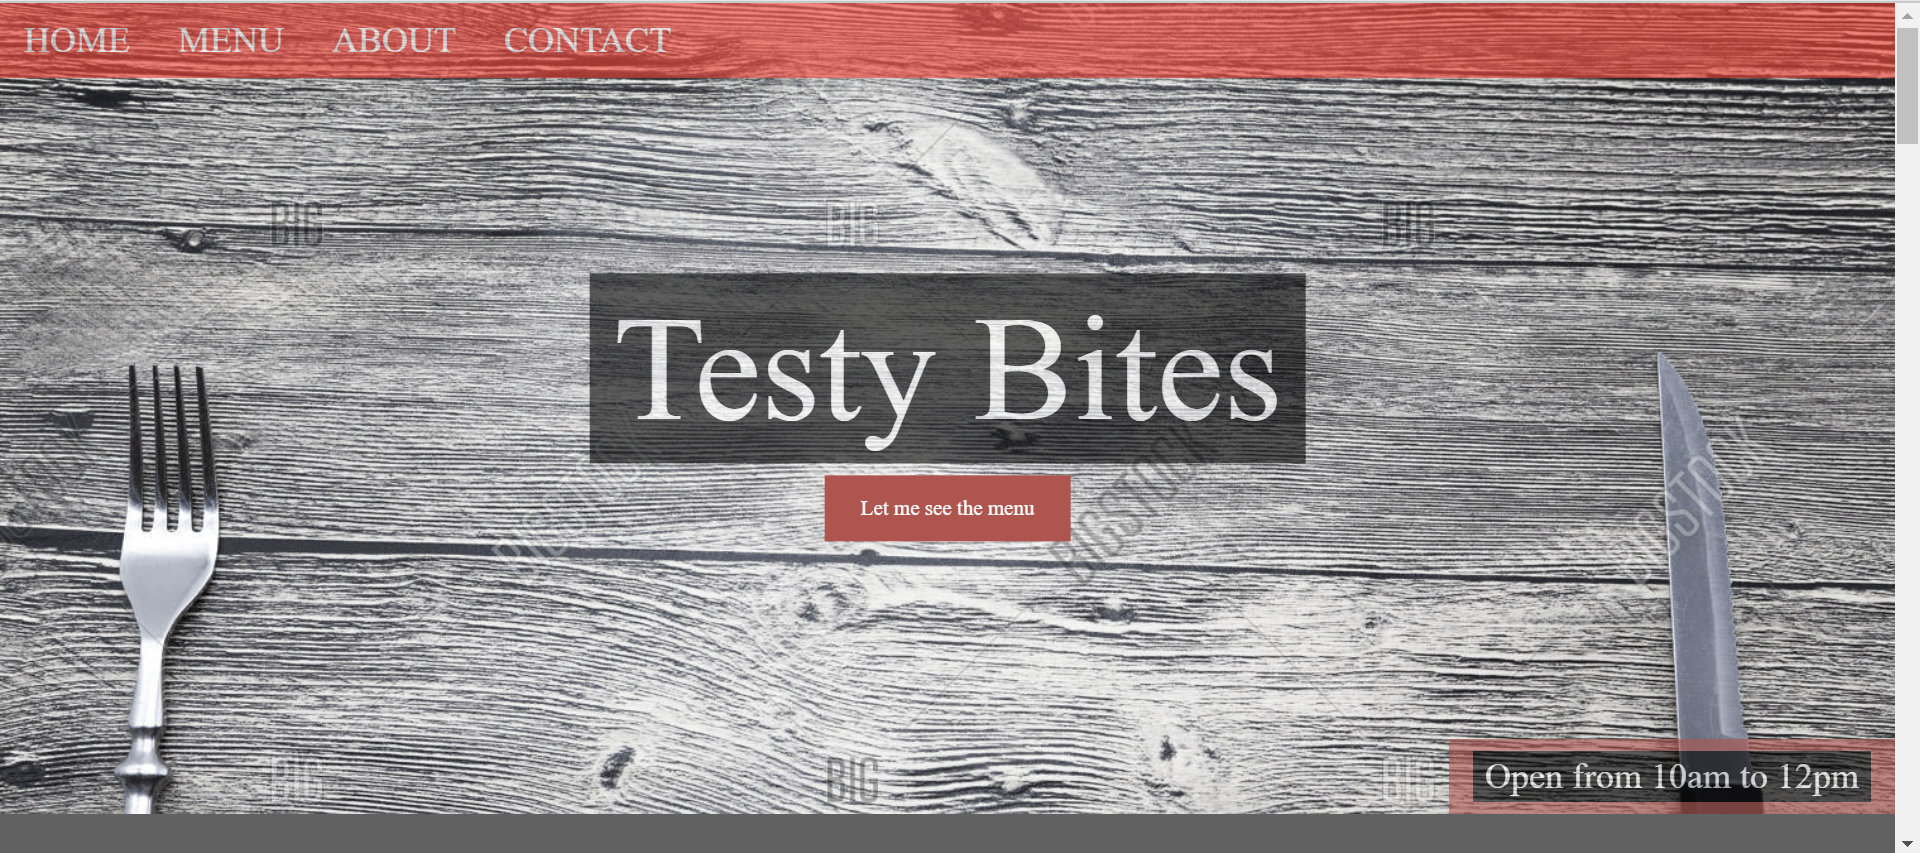 HOME MENU ABOUT CONTACT
BIG BIG BIG
Testy Bites
Let me see the menu
BIGSTOCK BIGSTOCK BIGSTOCK
Open from 10am to 12pm
BIG BIG BIG